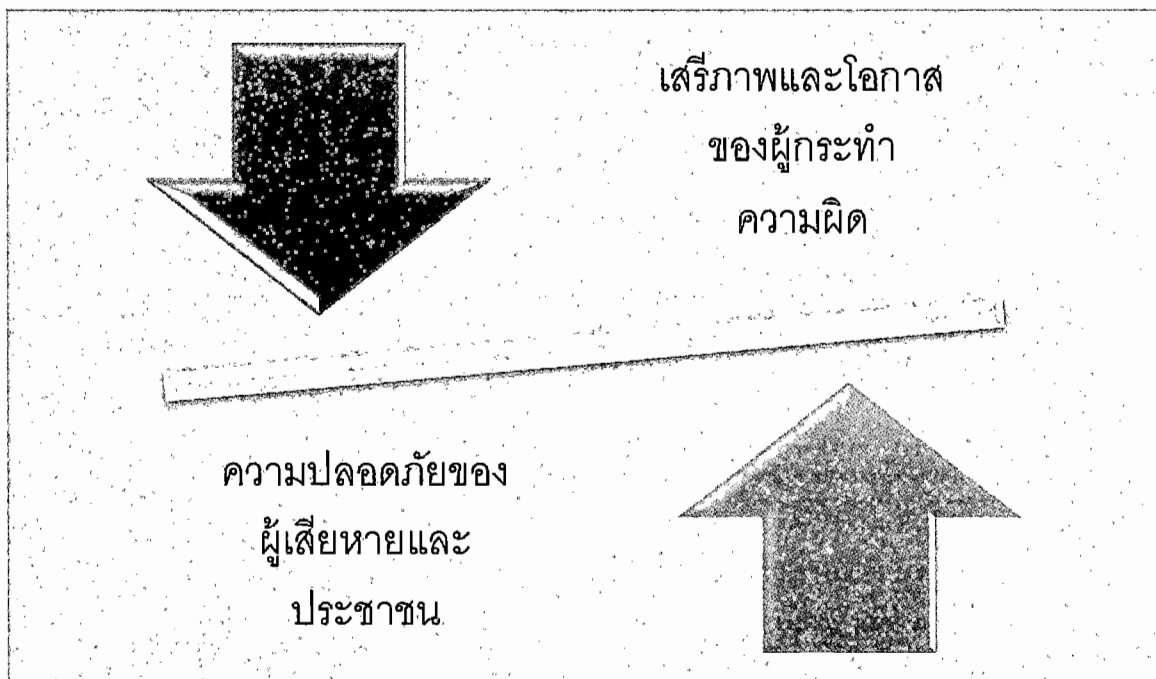 เสรีภาพและโอกาส
ของผู้กระทำ
ความผิด
ความปลอดภัยของ
ผู้เสียหายและ
ประชาชน